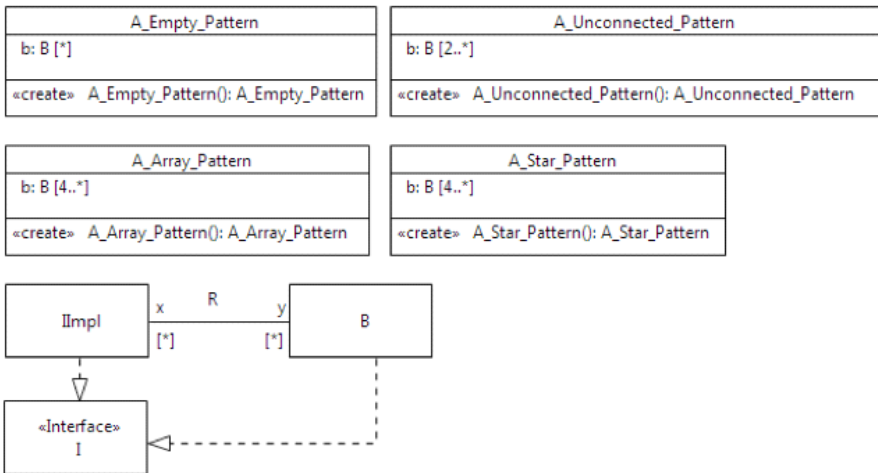 A_Empty_Pattern
b: B [*]
«create» A_Empty_Pattern(): A_Empty_Pattern
A_Unconnected_Pattern
b: B [2..*]
«create» A_Unconnected_Pattern(): A_Unconnected_Pattern
A_Array_Pattern
b: B [4..*]
«create» A_Array_Pattern(): A_Array_Pattern
A_Star_Pattern
b: B [4..*]
«create» A_Star_Pattern(): A_Star_Pattern
IImpl
x
R
y
[*]
[*]
B
«Interface»
I